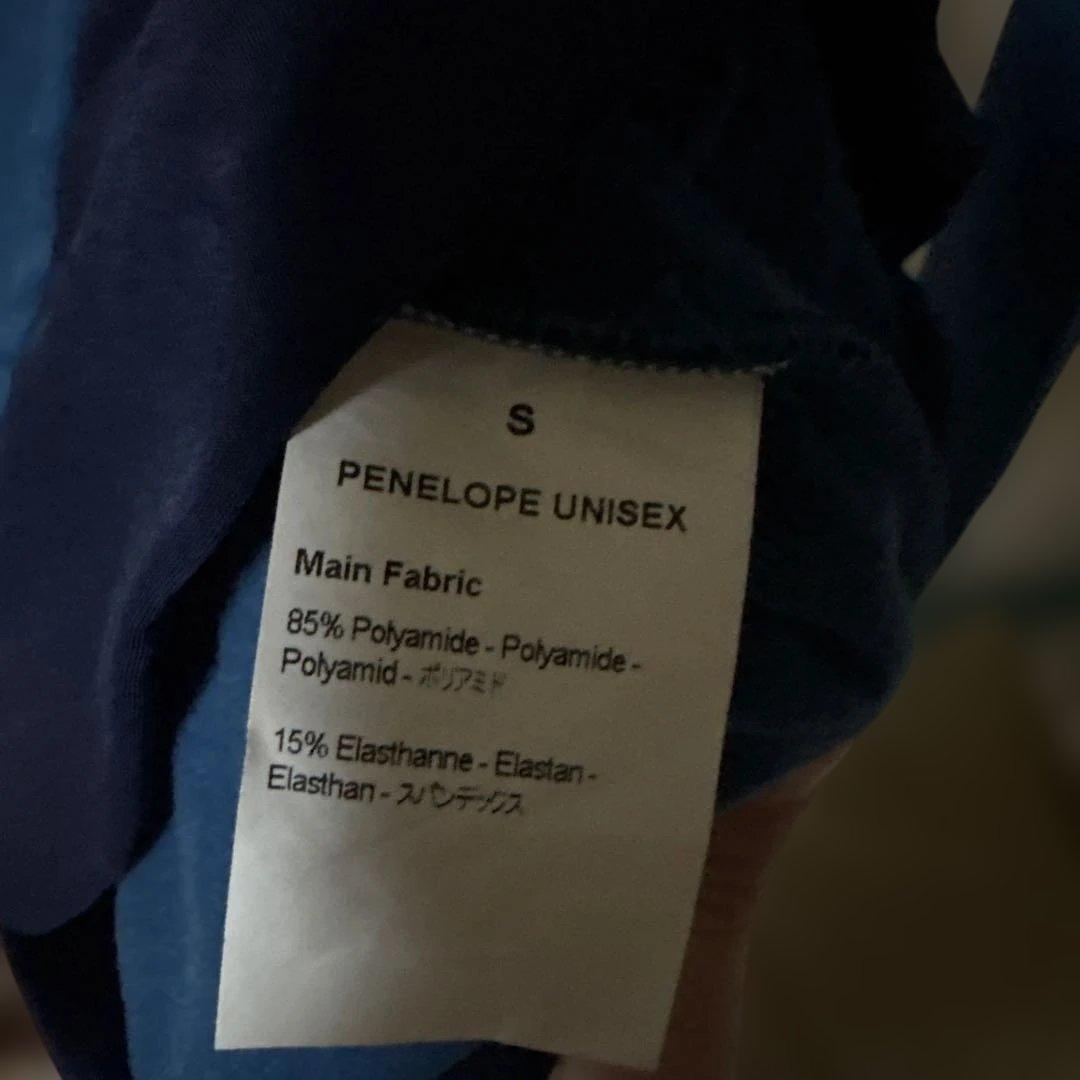 S
PENELOPE UNISEX
Main Fabric
85% Polyamide - Polyamide -
Polyamid - ポリアミド
15% Elasthanne - Elastan -
Elasthan - スパンデックス